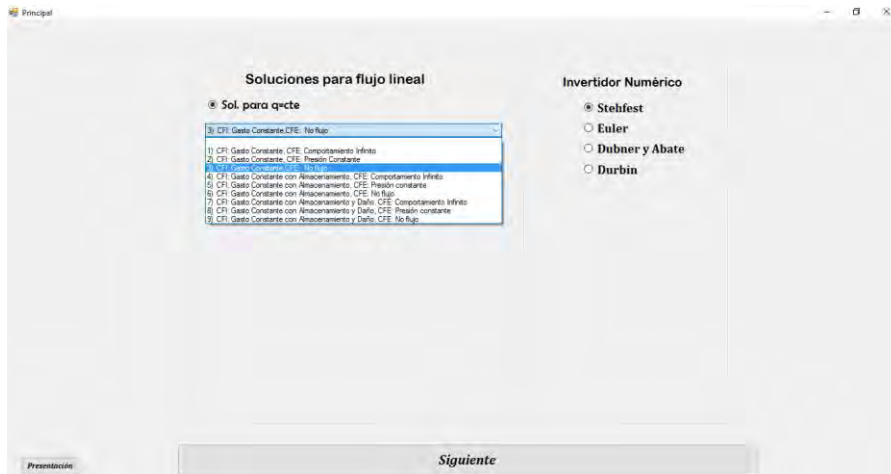 Principal
Soluciones para flujo lineal
Sol. para q=cte
3) CFI: Gasto Constante,CFE: No flujo
1) CFI: Gasto Constante, CFE: Comportamiento Infinito
2) CFI: Gasto Constante, CFE: Presión Constante
3) CFI: Gasto Constante,CFE: No flujo
4) CFI: Gasto Constante con Almacenamiento, CFE: Comportamiento Infinito
5) CFI: Gasto Constante con Almacenamiento, CFE: Presión constante
6) CFI: Gasto Constante con Almacenamiento, CFE: No flujo
7) CFI: Gasto Constante con Almacenamiento y Daño, CFE: Comportamiento Infinito
8) CFI: Gasto Constante con Almacenamiento y Daño, CFE: Presión constante
9) CFI: Gasto Constante con Almacenamiento y Daño, CFE: No flujo
Invertidor Numérico
Stehfest
Euler
Dubner y Abate
Durbin
Presentación
Siguiente